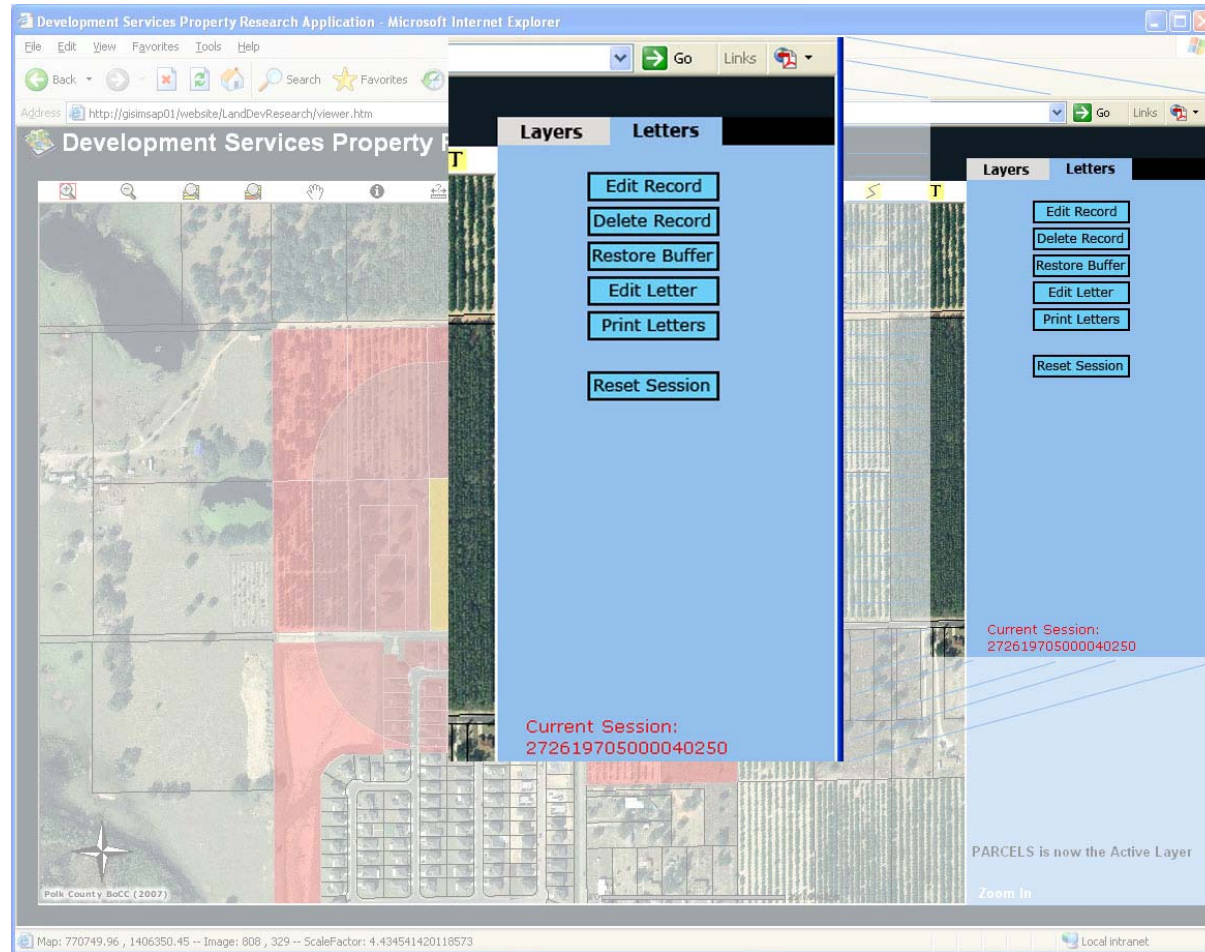 Development Services Property Research Application - Microsoft Internet Explorer
File Edit View Favorites Tools Help
Back Search Favorites
Address http://gisimsap01/website/LandDevResearch/viewer.htm
Go Links
Development Services Property
T
Layers Letters
Edit Record
Delete Record
Restore Buffer
Edit Letter
Print Letters
Reset Session
Current Session:
272619705000040250
Go Links
T
Layers Letters
Edit Record
Delete Record
Restore Buffer
Edit Letter
Print Letters
Reset Session
Current Session:
272619705000040250
PARCELS is now the Active Layer
Zoom In
Polk County BoCC (2007)
Map: 770749.96 , 1406350.45 -- Image: 808 , 329 -- ScaleFactor: 4.434541420118573
Local intranet